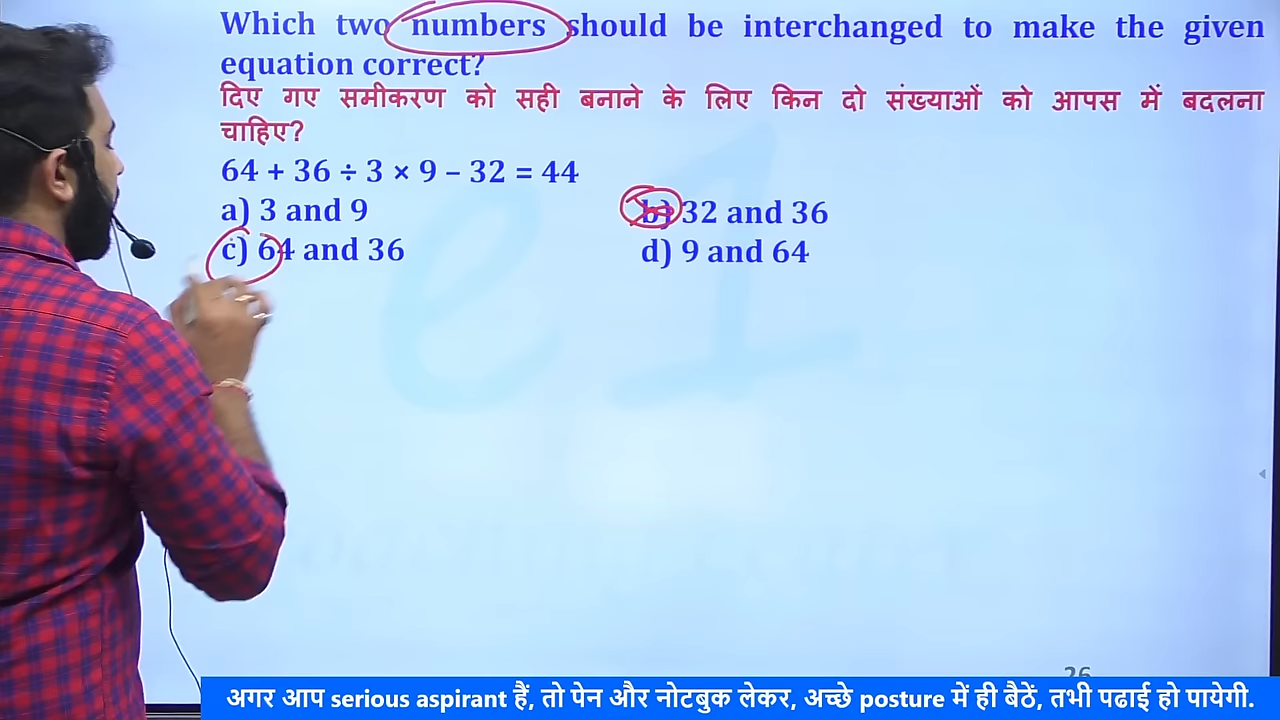 Which two numbers should be interchanged to make the given
equation correct?
दिए गए समीकरण को सही बनाने के लिए किन दो संख्याओं को आपस में बदलना
चाहिए?
64 + 36 ÷ 3 × 9 – 32 = 44
a) 3 and 9
b) 32 and 36
c) 64 and 36
d) 9 and 64
e1
26
अगर आप serious aspirant हैं, तो पेन और नोटबुक लेकर, अच्छे posture में ही बैठें, तभी पढाई हो पायेगी.